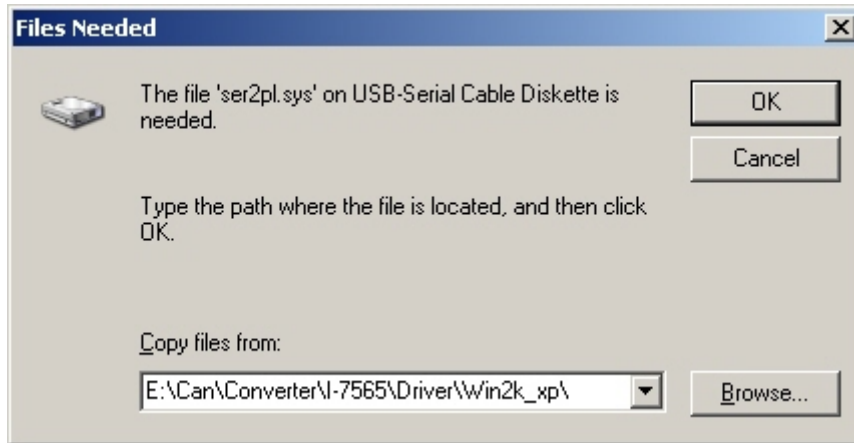 Files Needed
The file 'ser2pl.sys' on USB-Serial Cable Diskette is
needed.
OK
Cancel
Type the path where the file is located, and then click
OK.
Copy files from:
E:\Can\Converter\I-7565\Driver\Win2k_xp\
Browse...